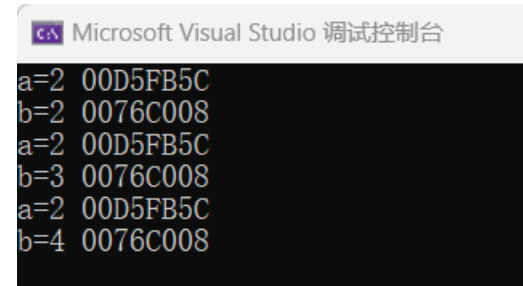 C:\ Microsoft Visual Studio 调试控制台
a=2 00D5FB5C
b=2 0076C008
a=2 00D5FB5C
b=3 0076C008
a=2 00D5FB5C
b=4 0076C008